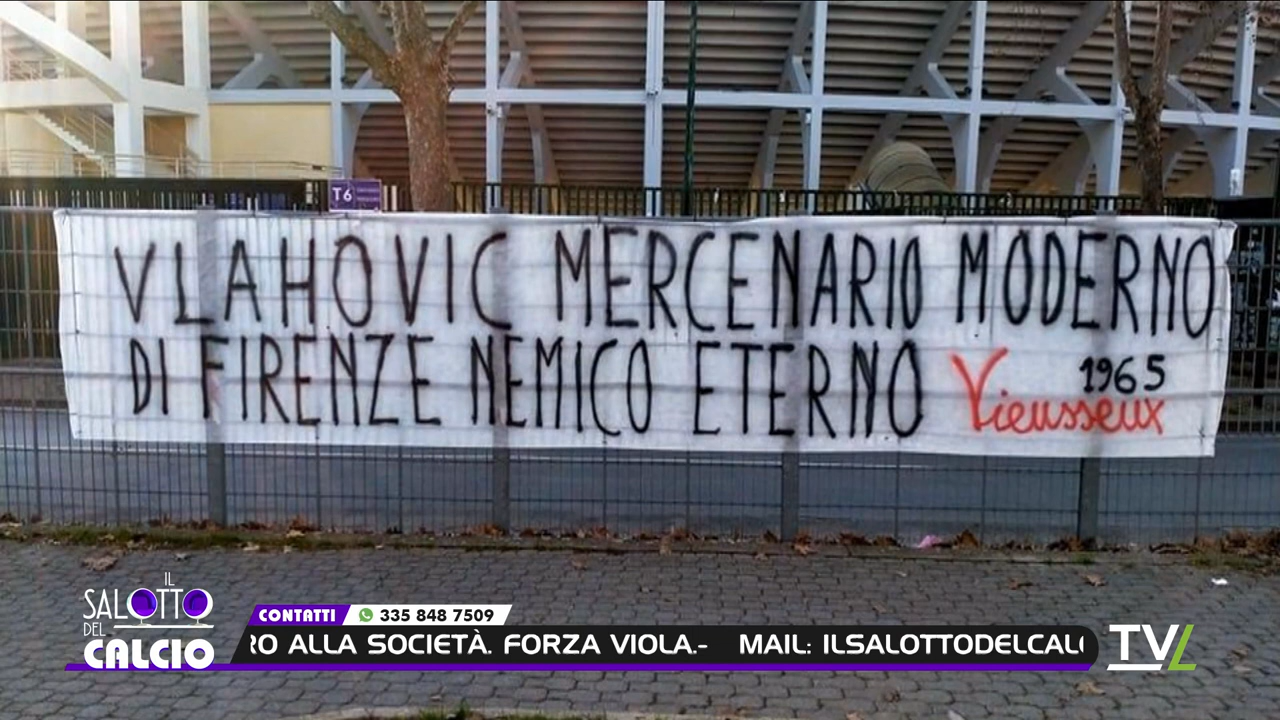 T6
VLAHOVIC MERCENARIO MODERNO
DI FIRENZE NEMICO ETERNO
1965
Vieusseux
IL
SALOTTO
DEL
CALCIO
CONTATTI 335 848 7509
RO ALLA SOCIETÀ. FORZA VIOLA.- MAIL: ILSALOTTODELCALC
TVL